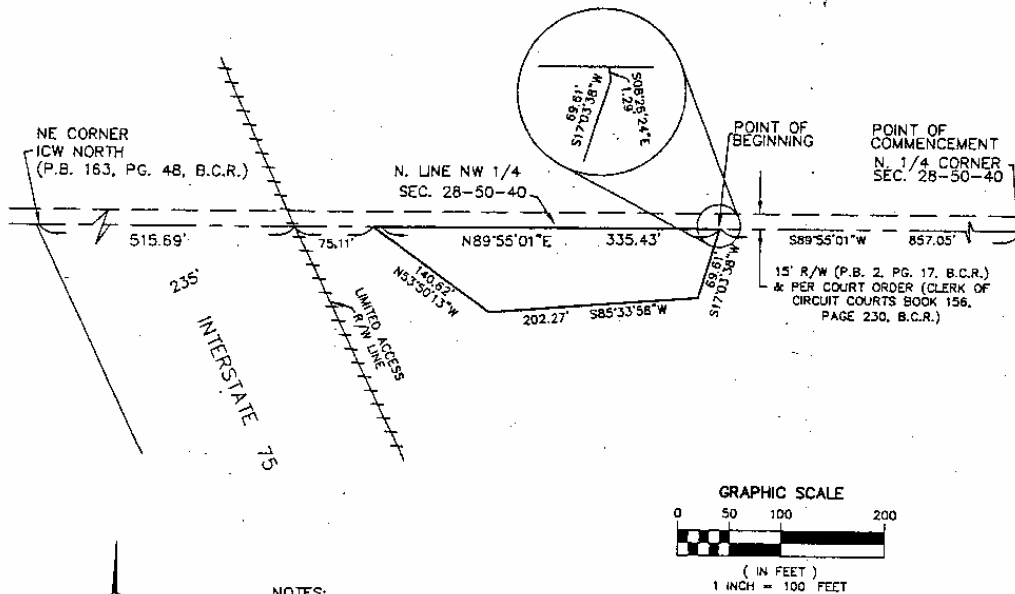 S08°26'24"E
1.29'
69.61'
S17°03'38"W
NE CORNER
ICW NORTH
(P.B. 163, PG. 48, B.C.R.)
POINT OF
BEGINNING
POINT OF
COMMENCEMENT
N. 1/4 CORNER
SEC. 28-50-40
N. LINE NW 1/4
SEC. 28-50-40
515.69'
75.11'
N89°55'01"E
335.43'
S89°55'01"W
857.05'
69.61'
S17°03'38"W
15' R/W (P.B. 2, PG. 17, B.C.R.)
& PER COURT ORDER (CLERK OF
CIRCUIT COURTS BOOK 156,
PAGE 230, B.C.R.)
235'
140.62'
N53°50'13"W
202.27'
S85°33'58"W
LIMITED ACCESS
R/W LINE
INTERSTATE 75
GRAPHIC SCALE
0 50 100 200
( IN FEET )
1 INCH = 100 FEET
NOTES: